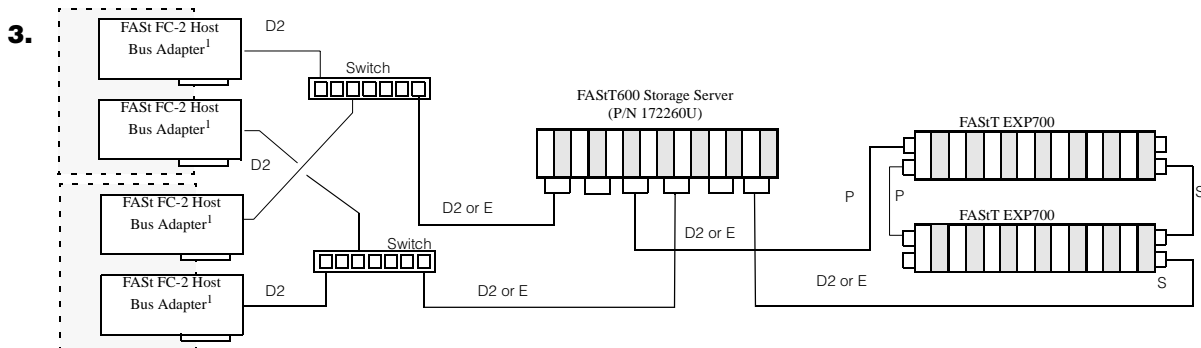 3.
FASt FC-2 Host
Bus Adapter1
D2
FASt FC-2 Host
Bus Adapter1
D2
FASt FC-2 Host
Bus Adapter1
FASt FC-2 Host
Bus Adapter1
D2
Switch
Switch
D2 or E
D2 or E
FAStT600 Storage Server
(P/N 172260U)
D2 or E
D2 or E
P
P
FAStT EXP700
FAStT EXP700
S
S